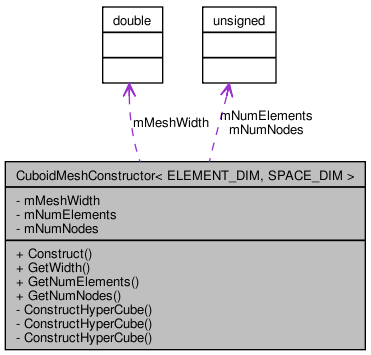 double
unsigned
mMeshWidth
mNumElements
mNumNodes
CuboidMeshConstructor< ELEMENT_DIM, SPACE_DIM >
- mMeshWidth
- mNumElements
- mNumNodes
+ Construct()
+ GetWidth()
+ GetNumElements()
+ GetNumNodes()
- ConstructHyperCube()
- ConstructHyperCube()
- ConstructHyperCube()